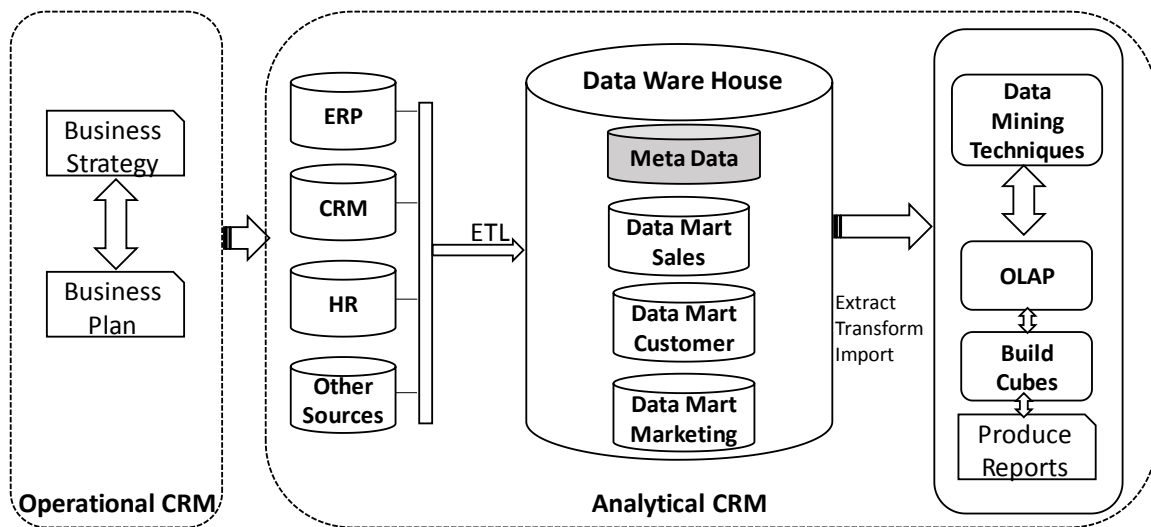 Business
Strategy
Business
Plan
Operational CRM
ERP
CRM
HR
Other
Sources
ETL
Data Ware House
Meta Data
Data Mart
Sales
Data Mart
Customer
Data Mart
Marketing
Extract
Transform
Import
Data
Mining
Techniques
OLAP
Build
Cubes
Produce
Reports
Analytical CRM